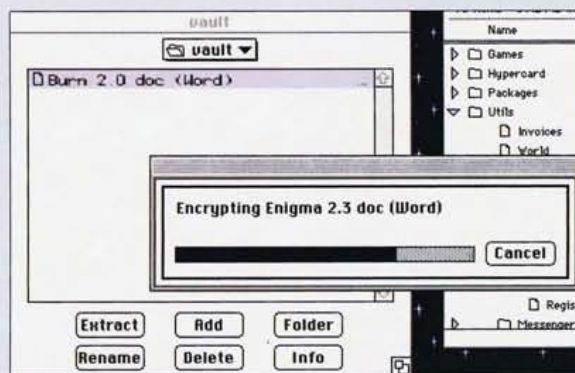 vault
vault
Burn 2.0 doc (Word)
Name
Games
Hypercard
Packages
Utils
Invoices
World
Encrypting Enigma 2.3 doc (Word)
Cancel
Regis
Messenger
Extract
Add
Folder
Rename
Delete
Info